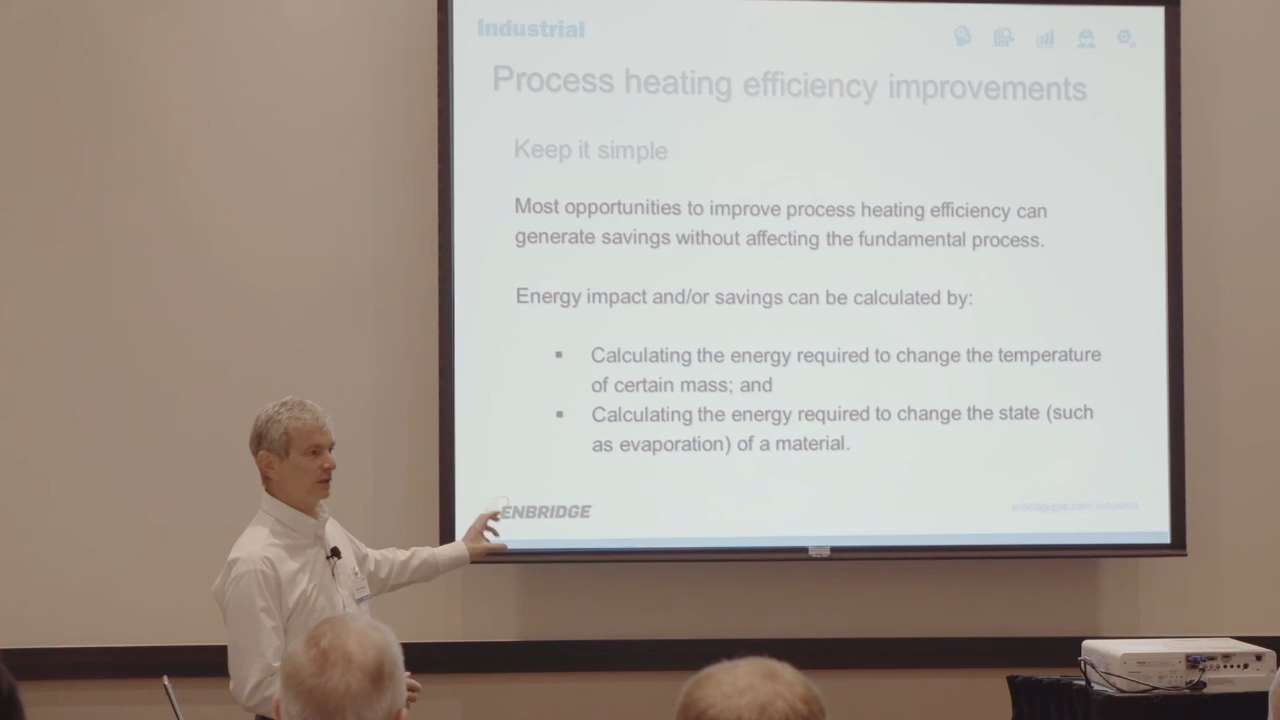 Industrial
Process heating efficiency improvements
Keep it simple
Most opportunities to improve process heating efficiency can
generate savings without affecting the fundamental process.
Energy impact and/or savings can be calculated by:
▪ Calculating the energy required to change the temperature
of certain mass; and
▪ Calculating the energy required to change the state (such
as evaporation) of a material.
ENBRIDGE
enbridgegas.com/industrial